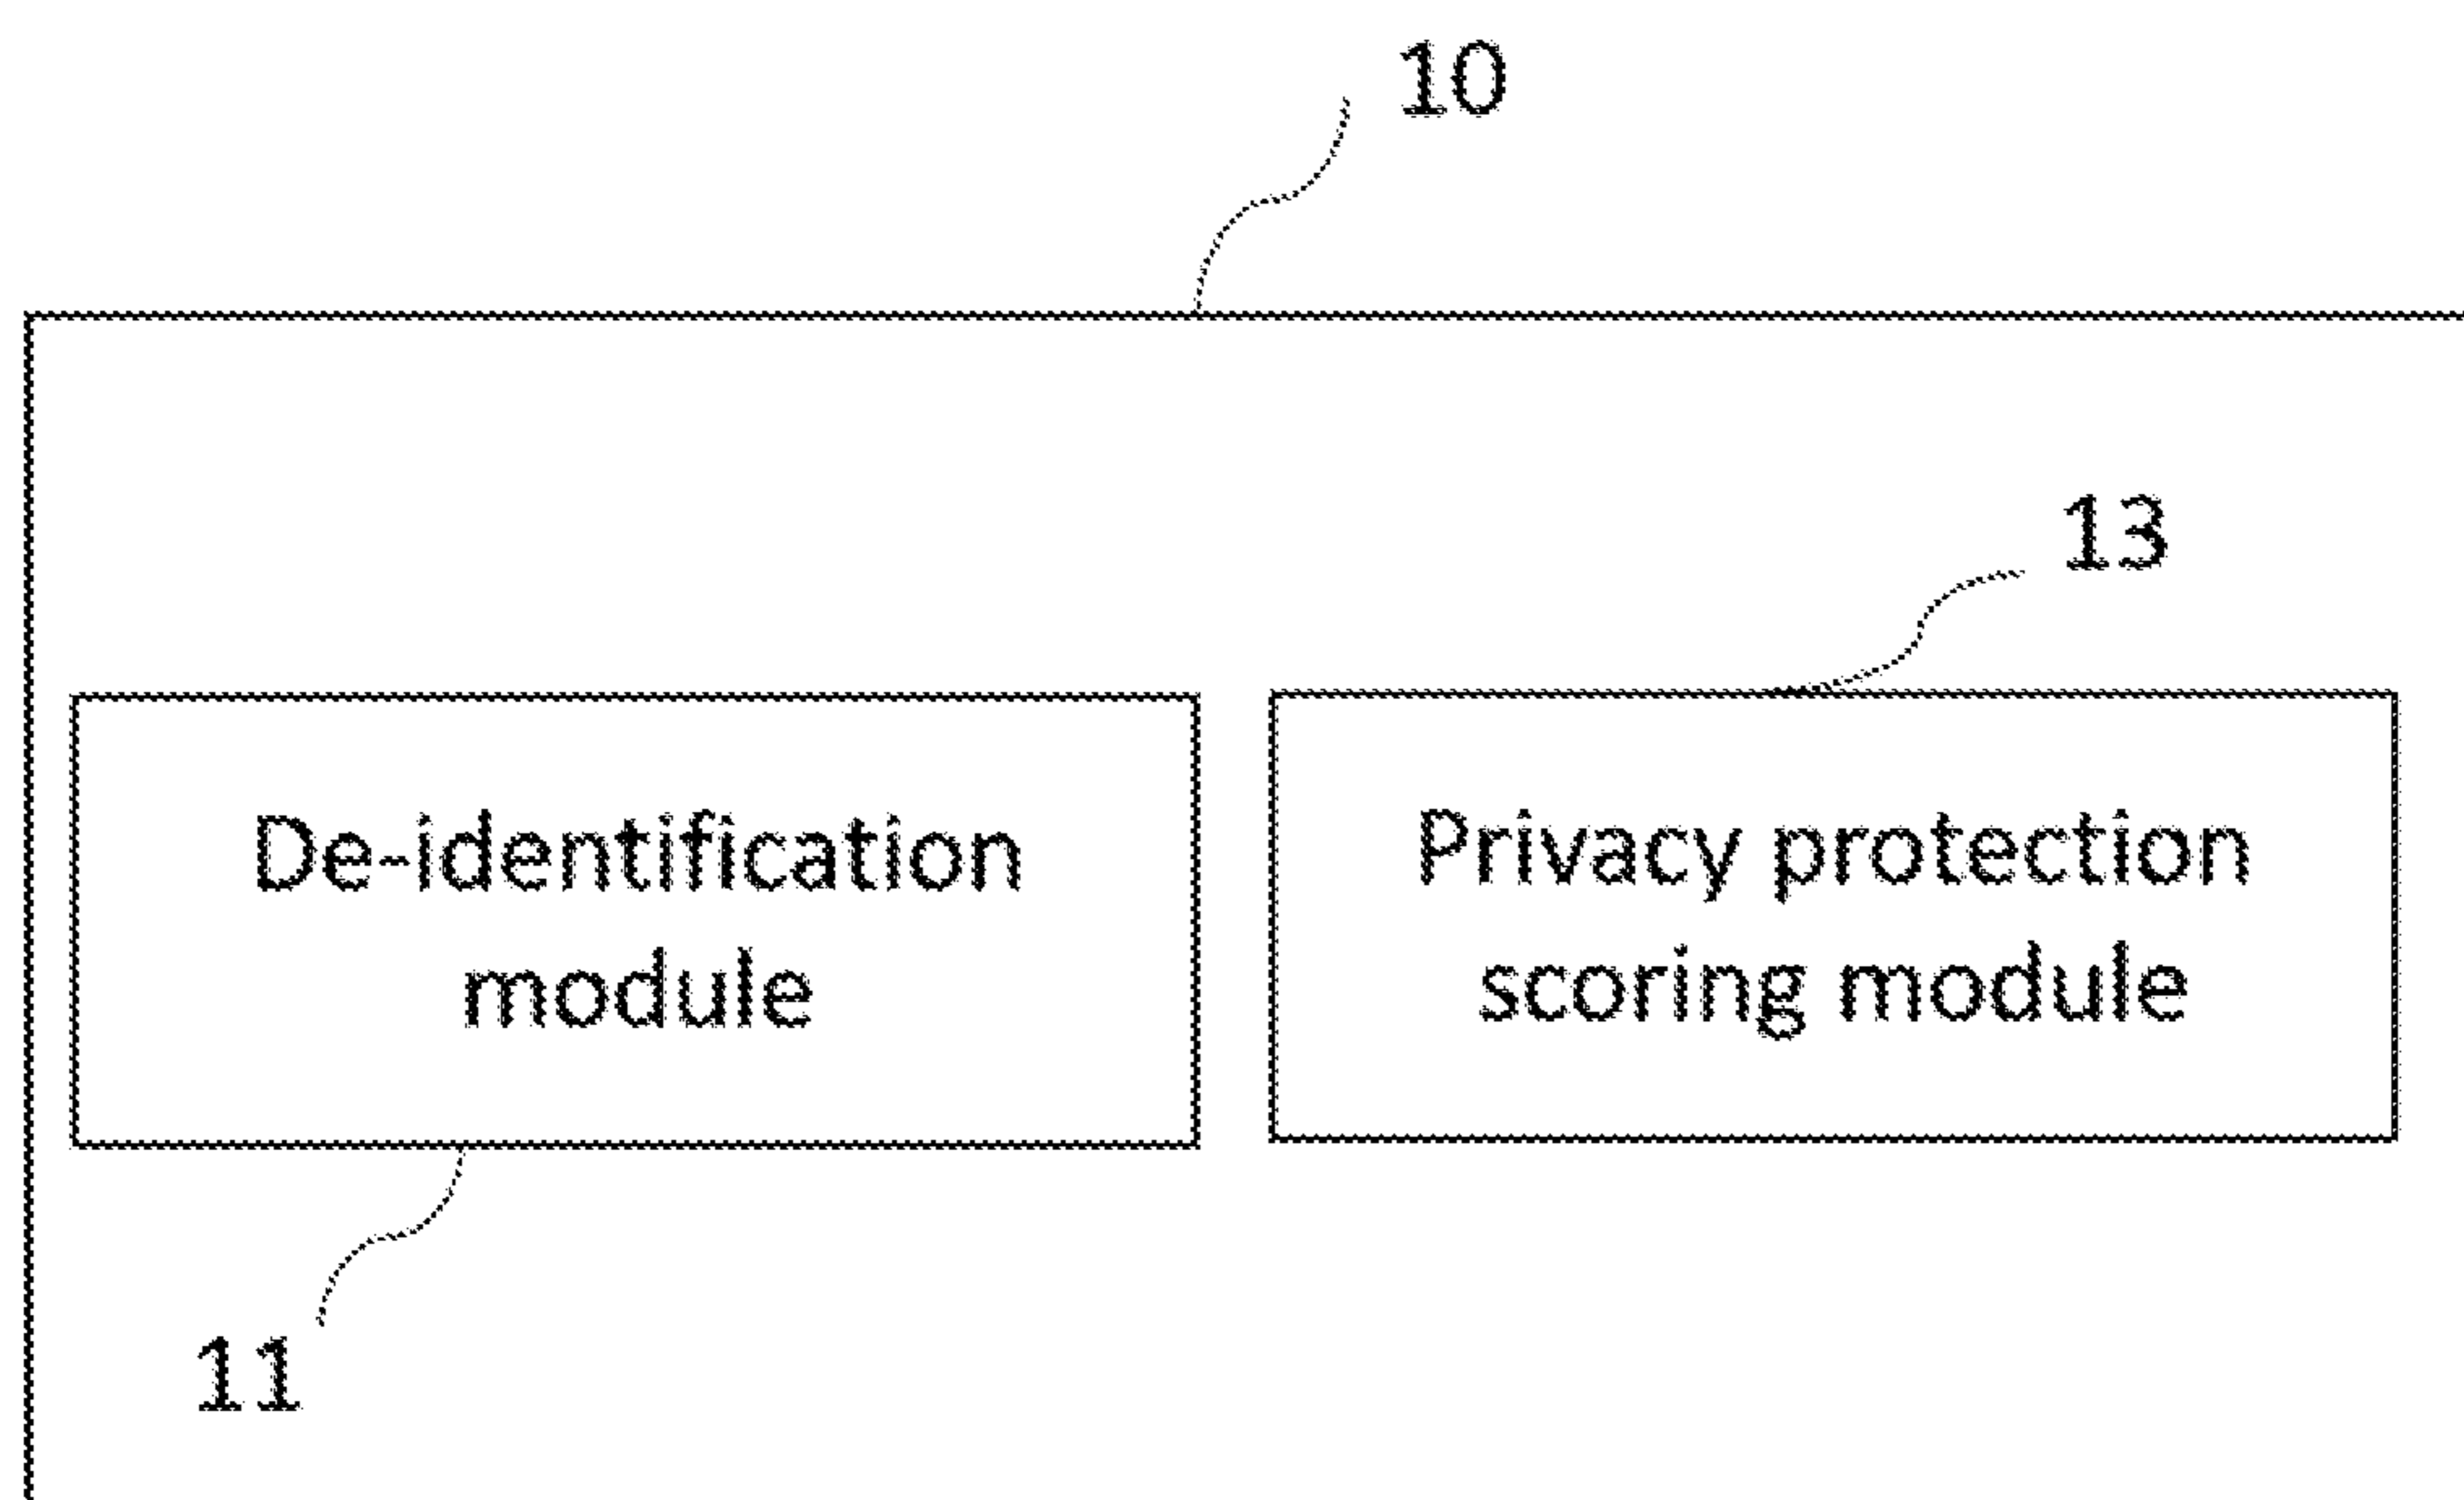 10
13
De-identification
module
Privacy protection
scoring module
11